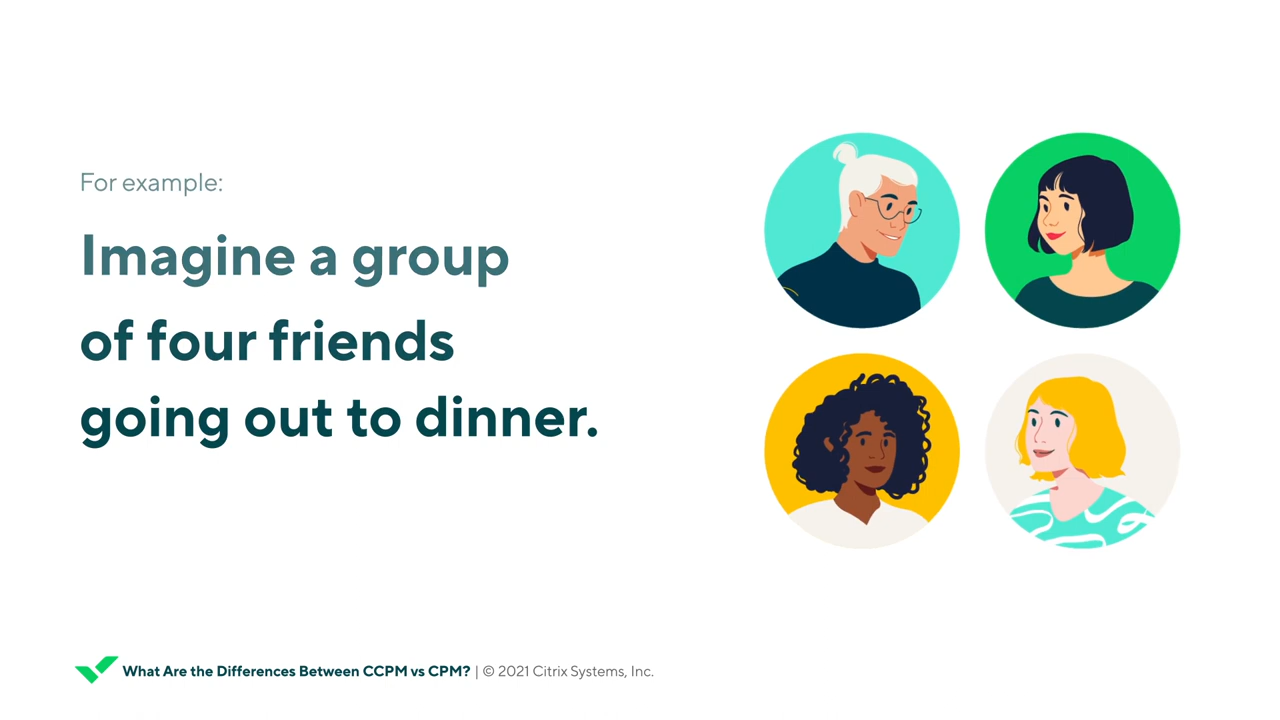 For example:
Imagine a group
of four friends
going out to dinner.
What Are the Differences Between CCPM vs CPM? | © 2021 Citrix Systems, Inc.